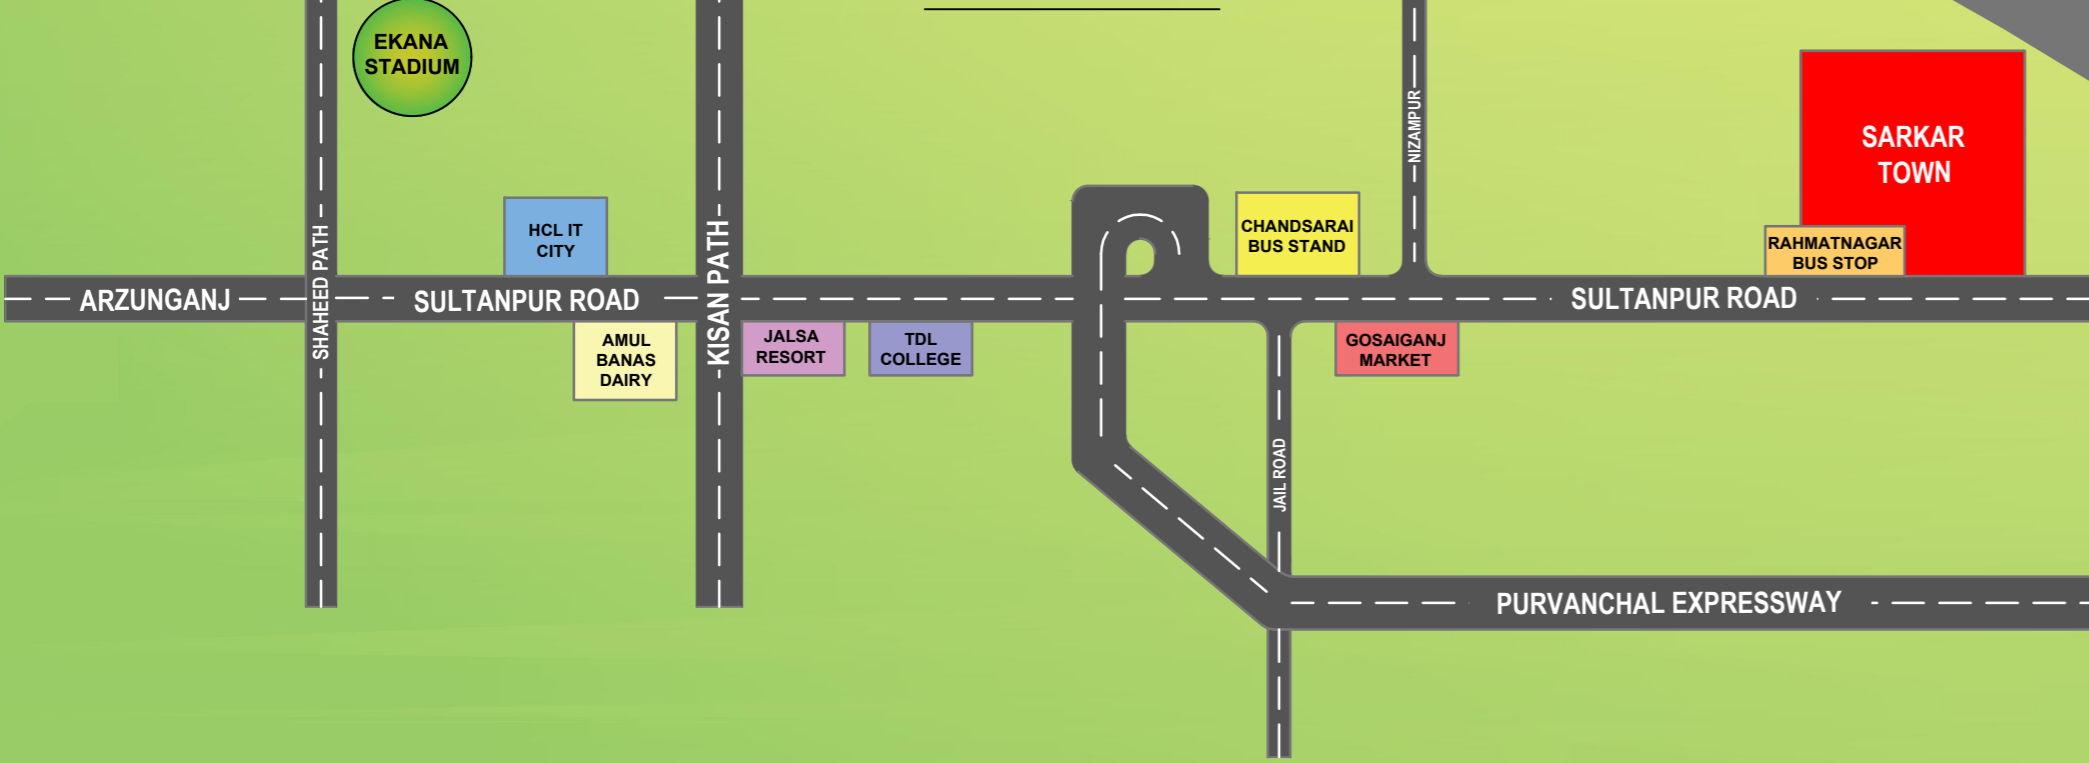 EKANA
STADIUM
SARKAR
TOWN
NIZAMPUR
HCL IT
CITY
CHANDSARAI
BUS STAND
RAHMATNAGAR
BUS STOP
ARZUNGANJ
SHAHEED PATH
SULTANPUR ROAD
KISAN PATH
SULTANPUR ROAD
AMUL
BANAS
DAIRY
JALSA
RESORT
TDL
COLLEGE
GOSAIGANJ
MARKET
JAIL ROAD
PURVANCHAL EXPRESSWAY